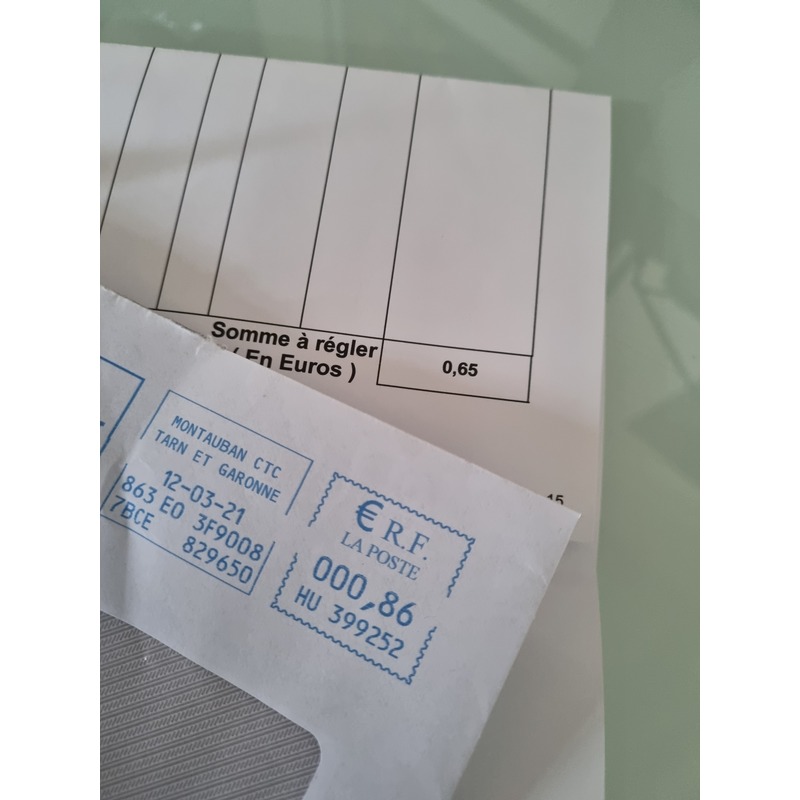 Somme à régler
( En Euros )
0,65
15
MONTAUBAN CTC
TARN ET GARONNE
12-03-21
863 E0 3F9008
7BCE 829650
€ R.F.
LA POSTE
000,86
HU 399252